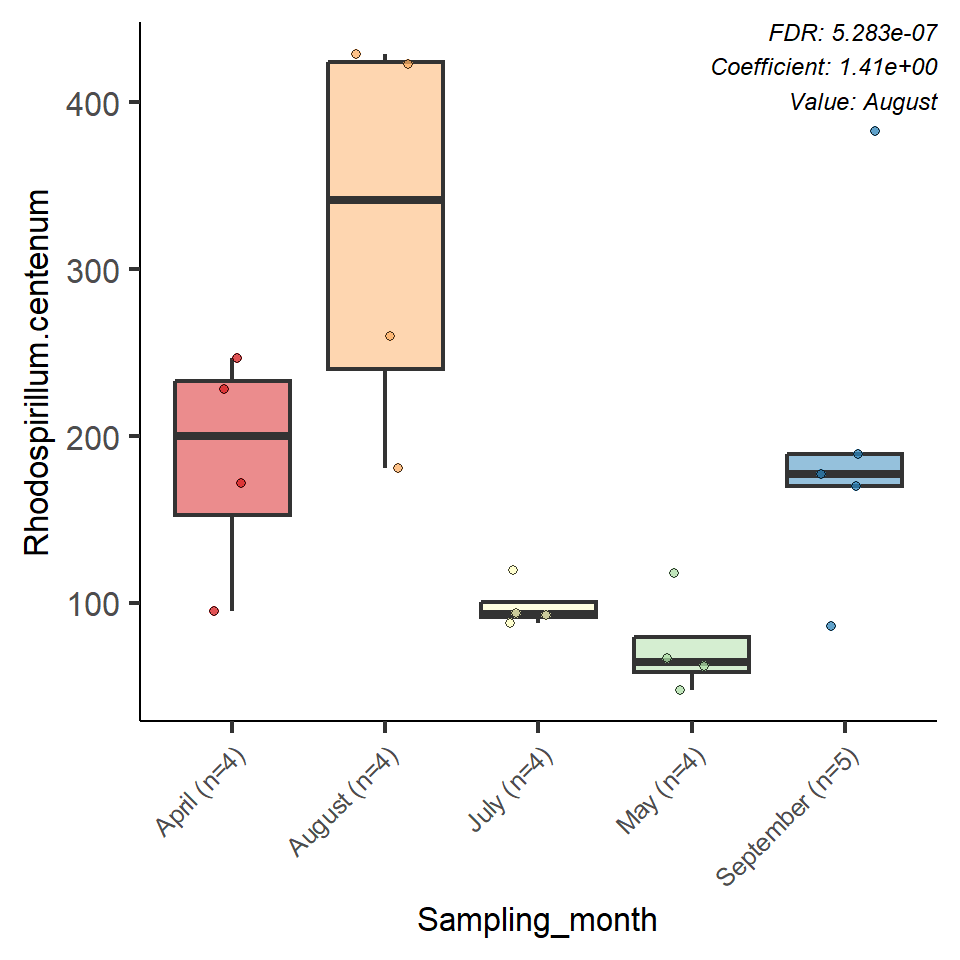 FDR: 5.283e-07
Coefficient: 1.41e+00
Value: August
Rhodospirillum.centenum
400
300
200
100
April (n=4)
August (n=4)
July (n=4)
May (n=4)
September (n=5)
Sampling_month